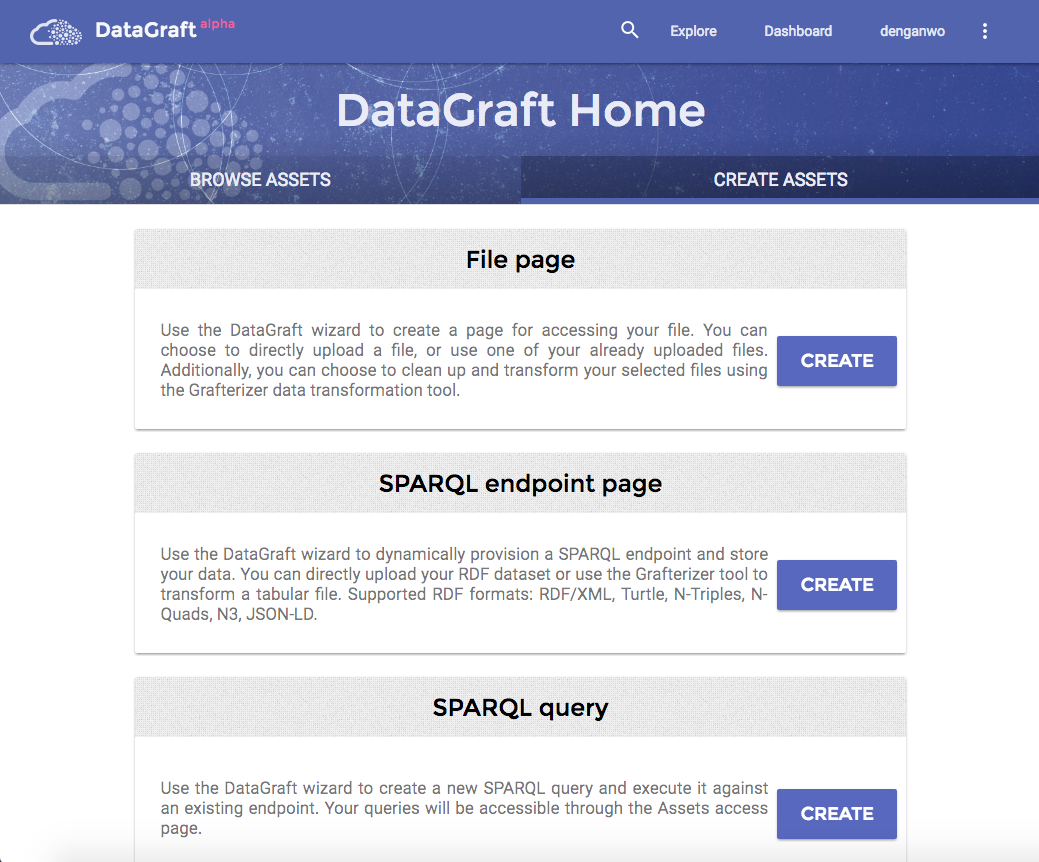 DataGraft alpha
Explore
Dashboard
denganwo
DataGraft Home
BROWSE ASSETS
CREATE ASSETS
File page
Use the DataGraft wizard to create a page for accessing your file. You can
choose to directly upload a file, or use one of your already uploaded files.
Additionally, you can choose to clean up and transform your selected files using
the Grafterizer data transformation tool.
CREATE
SPARQL endpoint page
Use the DataGraft wizard to dynamically provision a SPARQL endpoint and store
your data. You can directly upload your RDF dataset or use the Grafterizer tool to
transform a tabular file. Supported RDF formats: RDF/XML, Turtle, N-Triples, N-
Quads, N3, JSON-LD.
CREATE
SPARQL query
Use the DataGraft wizard to create a new SPARQL query and execute it against
an existing endpoint. Your queries will be accessible through the Assets access
page.
CREATE